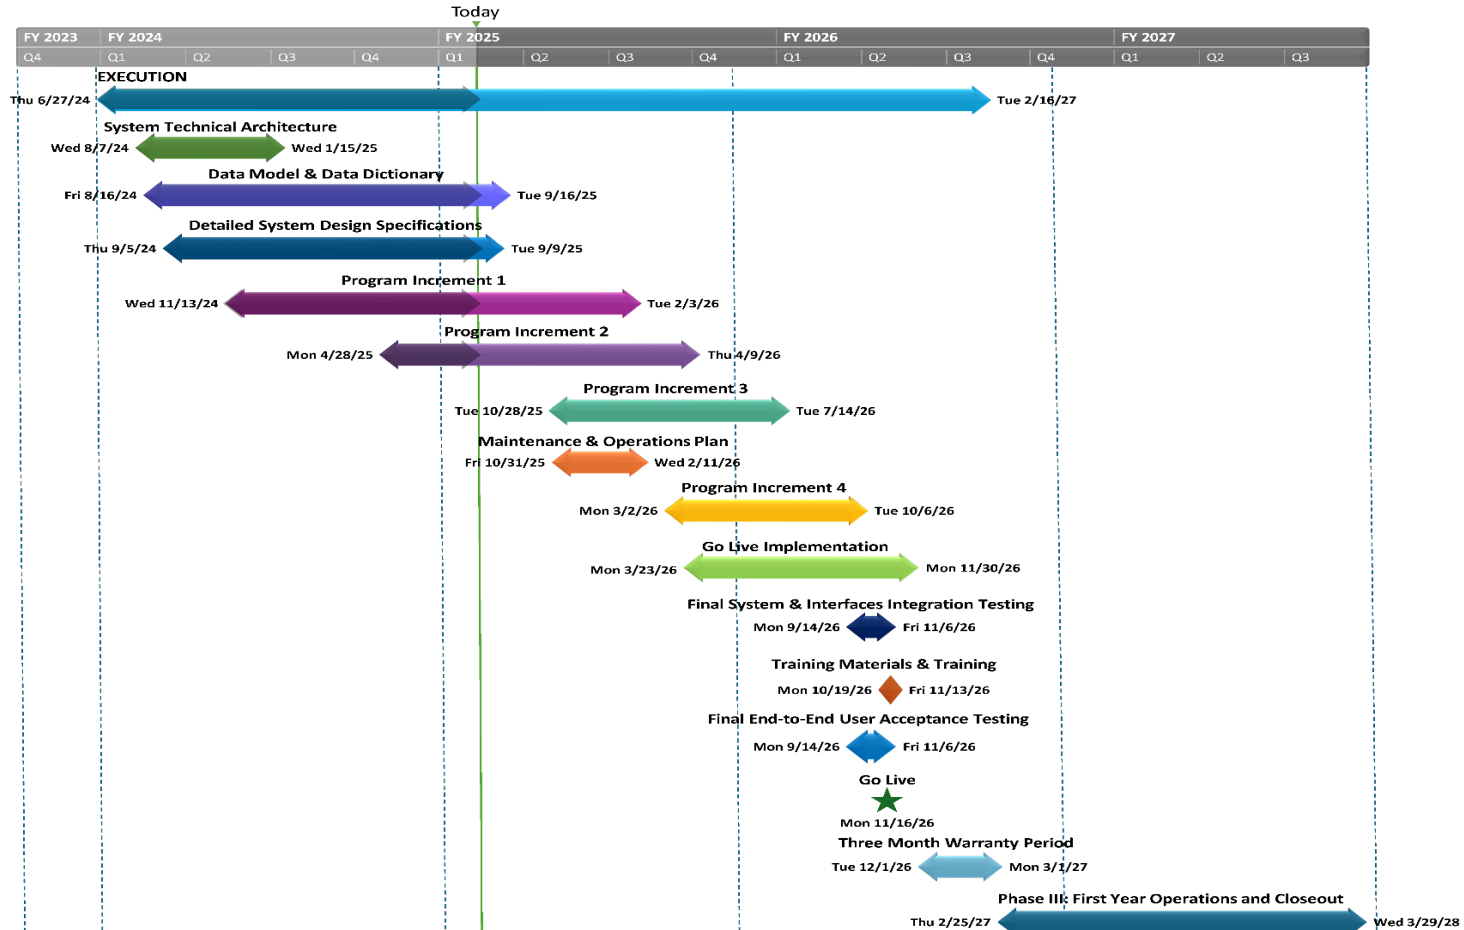 Today
FY 2023 FY 2024 FY 2025 FY 2026 FY 2027
Q4 Q1 Q2 Q3 Q4 Q1 Q2 Q3 Q4 Q1 Q2 Q3 Q4 Q1 Q2 Q3
EXECUTION
Thu 6/27/24 Tue 2/16/27
System Technical Architecture
Wed 8/7/24 Wed 1/15/25
Data Model & Data Dictionary
Fri 8/16/24 Tue 9/16/25
Detailed System Design Specifications
Thu 9/5/24 Tue 9/9/25
Program Increment 1
Wed 11/13/24 Tue 2/3/26
Program Increment 2
Mon 4/28/25 Thu 4/9/26
Program Increment 3
Tue 10/28/25 Tue 7/14/26
Maintenance & Operations Plan
Fri 10/31/25 Wed 2/11/26
Program Increment 4
Mon 3/2/26 Tue 10/6/26
Go Live Implementation
Mon 3/23/26 Mon 11/30/26
Final System & Interfaces Integration Testing
Mon 9/14/26 Fri 11/6/26
Training Materials & Training
Mon 10/19/26 Fri 11/13/26
Final End-to-End User Acceptance Testing
Mon 9/14/26 Fri 11/6/26
Go Live
Mon 11/16/26
Three Month Warranty Period
Tue 12/1/26 Mon 3/1/27
Phase III: First Year Operations and Closeout
Thu 2/25/27 Wed 3/29/28